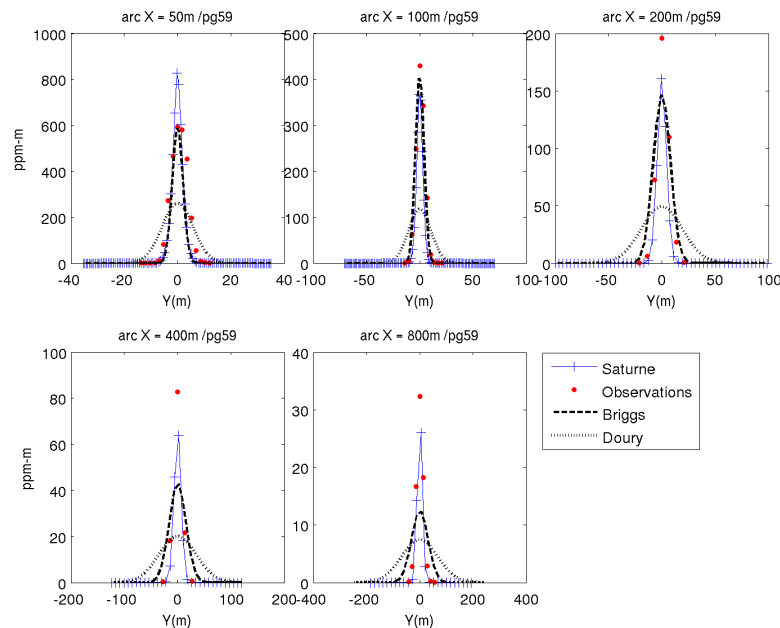 arc X = 50m /pg59
arc X = 100m /pg59
arc X = 200m /pg59
1000
800
600
400
200
0
ppm-m
-40 -20 0 20 40
Y(m)
500
400
300
200
100
0
-100 -50 0 50 100
Y(m)
200
150
100
50
0
-100 -50 0 50 100
Y(m)
arc X = 400m /pg59
arc X = 800m /pg59
100
80
60
40
20
0
ppm-m
-200 -100 0 100 200
Y(m)
40
30
20
10
0
-400 -200 0 200 400
Y(m)
Saturne
Observations
Briggs
Doury